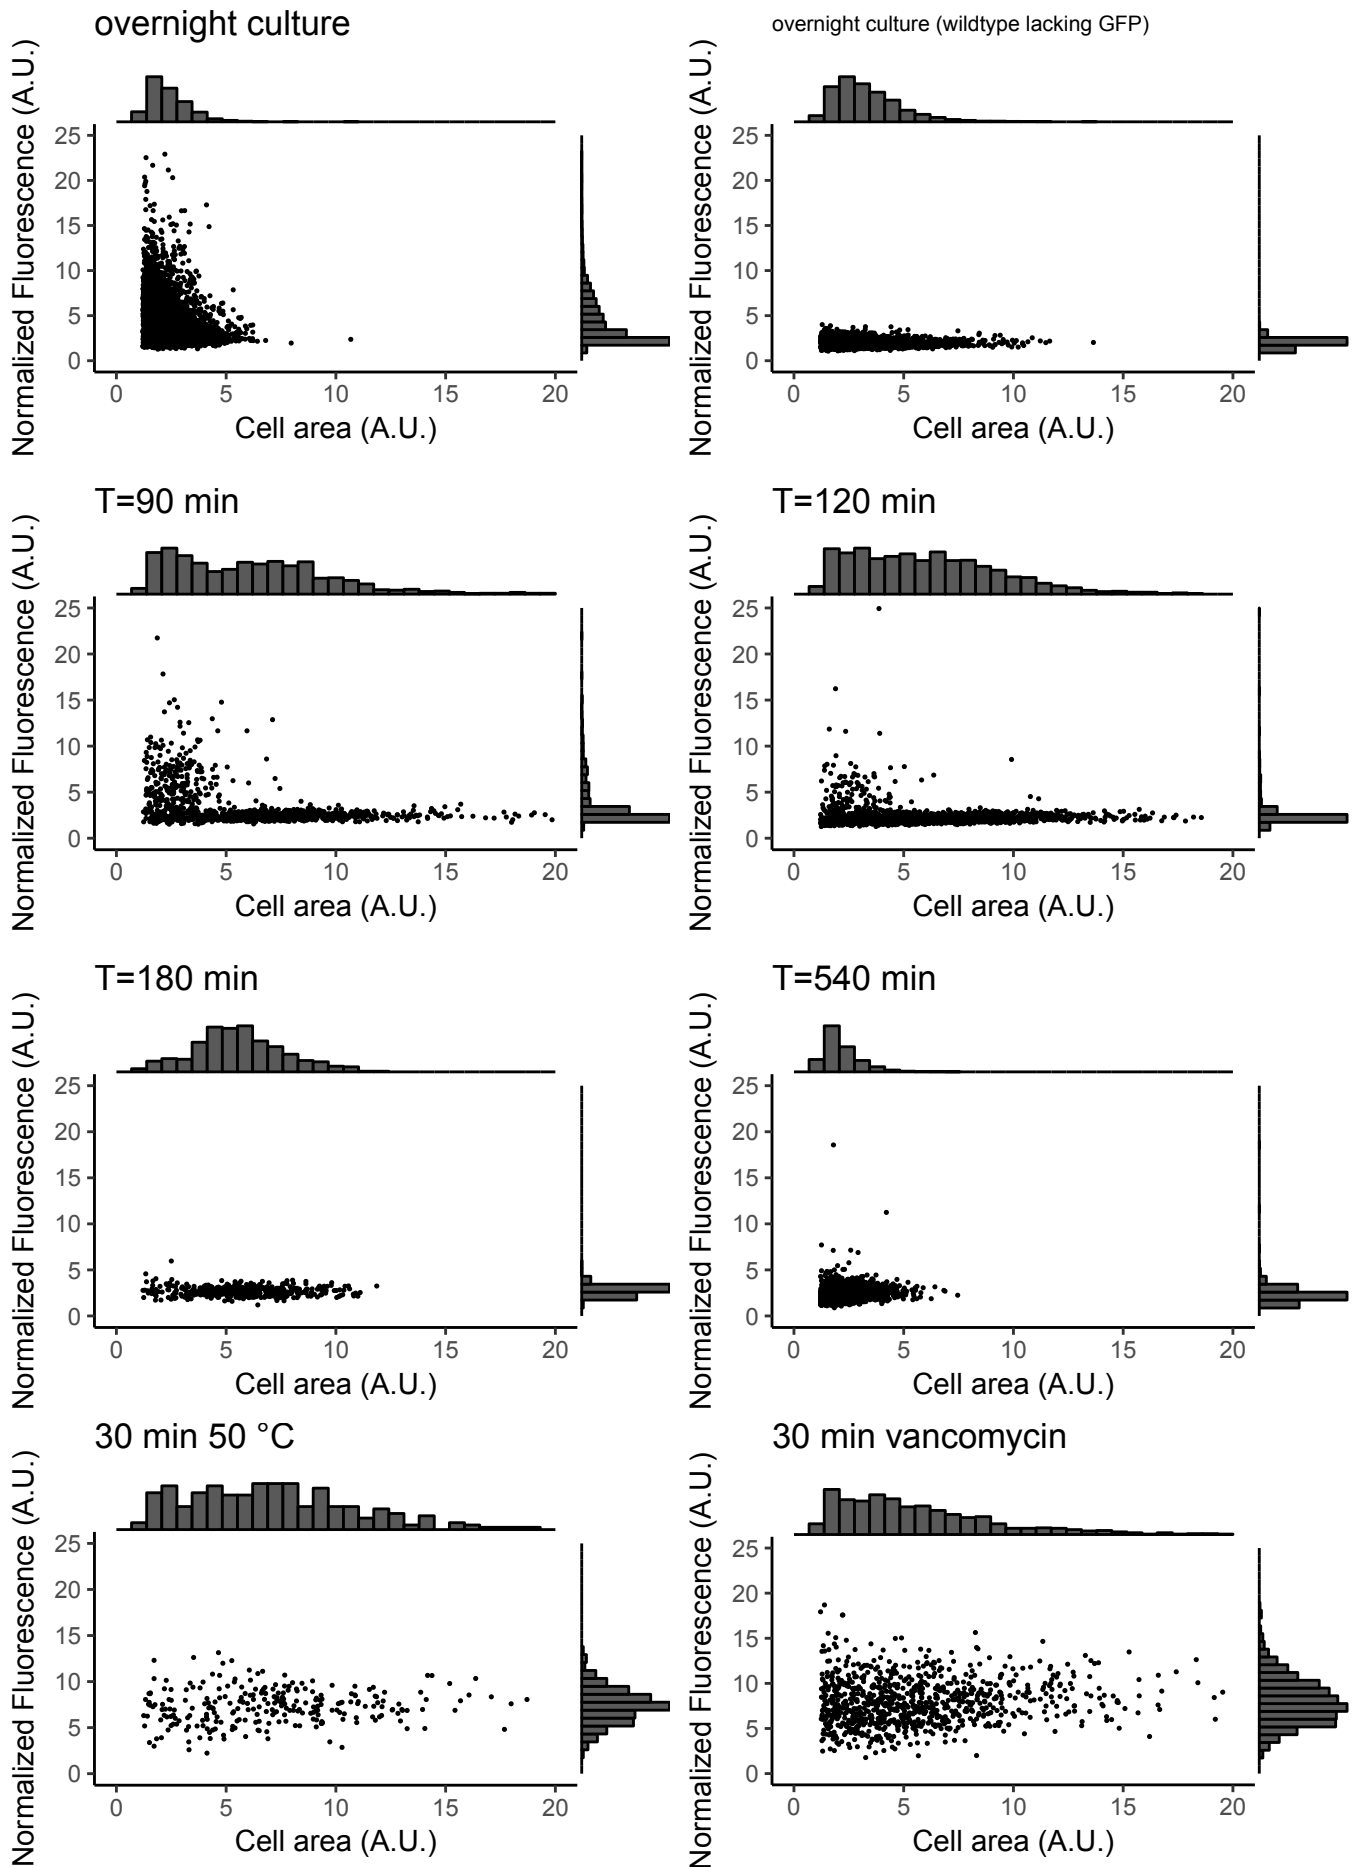 overnight culture
Normalized Fluorescence (A.U.)
25
20
15
10
5
0
0 5 10 15 20
Cell area (A.U.)
overnight culture (wildtype lacking GFP)
Normalized Fluorescence (A.U.)
25
20
15
10
5
0
0 5 10 15 20
Cell area (A.U.)
T=90 min
Normalized Fluorescence (A.U.)
25
20
15
10
5
0
0 5 10 15 20
Cell area (A.U.)
T=120 min
Normalized Fluorescence (A.U.)
25
20
15
10
5
0
0 5 10 15 20
Cell area (A.U.)
T=180 min
Normalized Fluorescence (A.U.)
25
20
15
10
5
0
0 5 10 15 20
Cell area (A.U.)
T=540 min
Normalized Fluorescence (A.U.)
25
20
15
10
5
0
0 5 10 15 20
Cell area (A.U.)
30 min 50 °C
Normalized Fluorescence (A.U.)
25
20
15
10
5
0
0 5 10 15 20
Cell area (A.U.)
30 min vancomycin
Normalized Fluorescence (A.U.)
25
20
15
10
5
0
0 5 10 15 20
Cell area (A.U.)